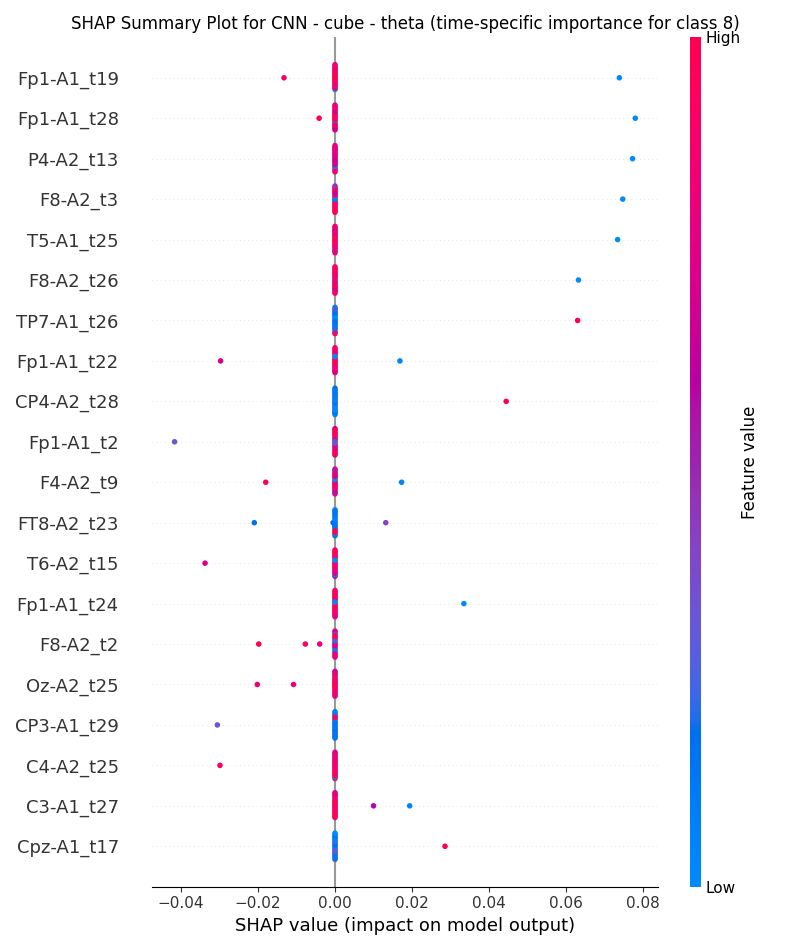 SHAP Summary Plot for CNN - cube - theta (time-specific importance for class 8)
High
Fp1-A1_t19
Fp1-A1_t28
P4-A2_t13
F8-A2_t3
T5-A1_t25
F8-A2_t26
TP7-A1_t26
Fp1-A1_t22
CP4-A2_t28
Fp1-A1_t2
F4-A2_t9
FT8-A2_t23
T6-A2_t15
Fp1-A1_t24
F8-A2_t2
Oz-A2_t25
CP3-A1_t29
C4-A2_t25
C3-A1_t27
Cpz-A1_t17
Feature value
Low
−0.04 −0.02 0.00 0.02 0.04 0.06 0.08
SHAP value (impact on model output)